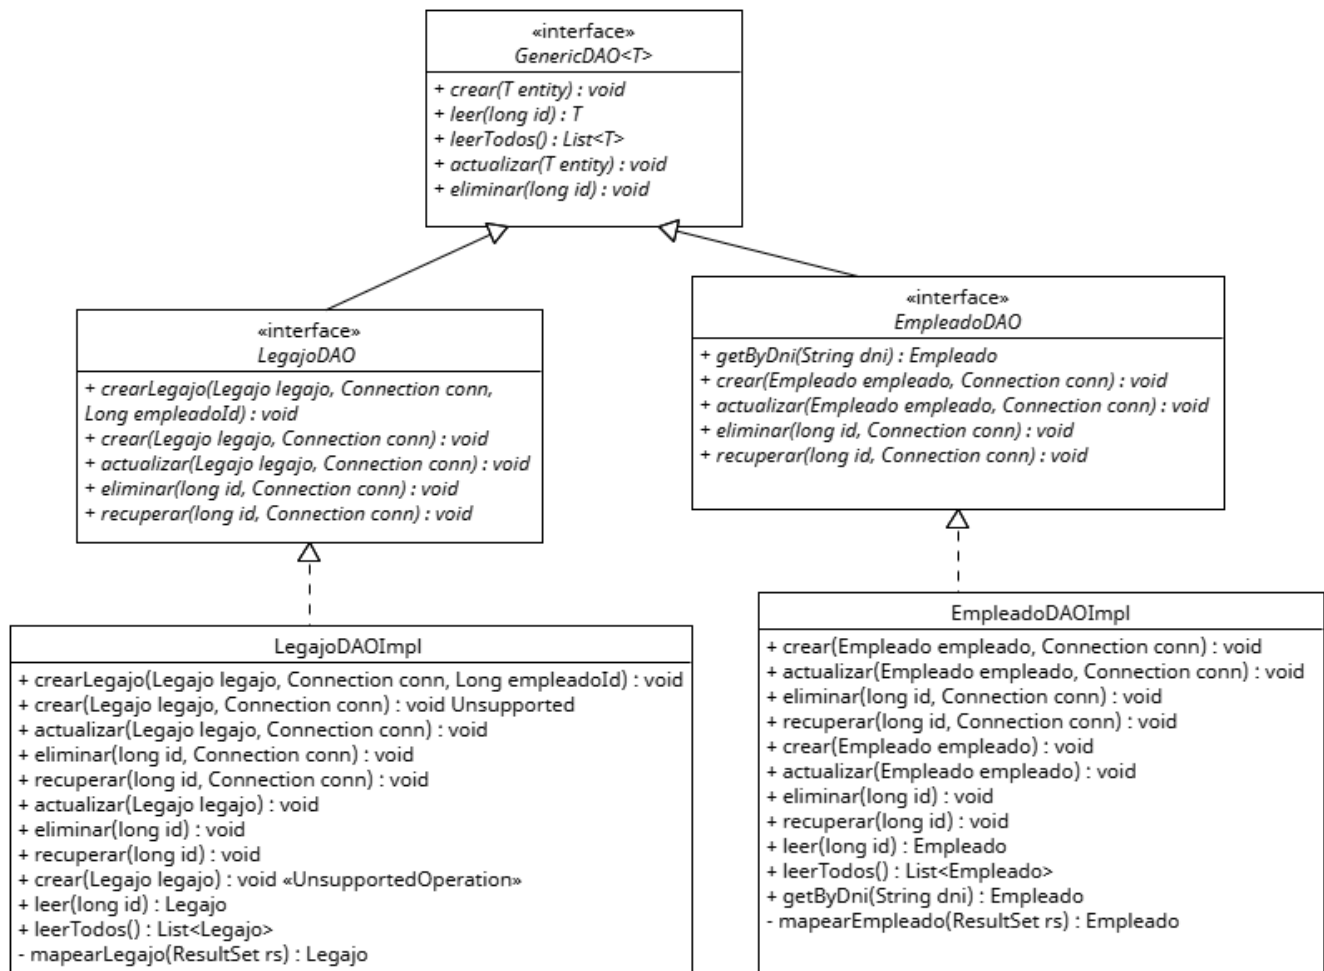 «interface»
GenericDAO<T>
+ crear(T entity) : void
+ leer(long id) : T
+ leerTodos() : List<T>
+ actualizar(T entity) : void
+ eliminar(long id) : void
«interface»
LegajoDAO
+ crearLegajo(Legajo legajo, Connection conn,
Long empleadoId) : void
+ crear(Legajo legajo, Connection conn) : void
+ actualizar(Legajo legajo, Connection conn) : void
+ eliminar(long id, Connection conn) : void
+ recuperar(long id, Connection conn) : void
«interface»
EmpleadoDAO
+ getByDni(String dni) : Empleado
+ crear(Empleado empleado, Connection conn) : void
+ actualizar(Empleado empleado, Connection conn) : void
+ eliminar(long id, Connection conn) : void
+ recuperar(long id, Connection conn) : void
LegajoDAOImpl
+ crearLegajo(Legajo legajo, Connection conn, Long empleadoId) : void
+ crear(Legajo legajo, Connection conn) : void Unsupported
+ actualizar(Legajo legajo, Connection conn) : void
+ eliminar(long id, Connection conn) : void
+ recuperar(long id, Connection conn) : void
+ actualizar(Legajo legajo) : void
+ eliminar(long id) : void
+ recuperar(long id) : void
+ crear(Legajo legajo) : void «UnsupportedOperation»
+ leer(long id) : Legajo
+ leerTodos() : List<Legajo>
- mapearLegajo(ResultSet rs) : Legajo
EmpleadoDAOImpl
+ crear(Empleado empleado, Connection conn) : void
+ actualizar(Empleado empleado, Connection conn) : void
+ eliminar(long id, Connection conn) : void
+ recuperar(long id, Connection conn) : void
+ crear(Empleado empleado) : void
+ actualizar(Empleado empleado) : void
+ eliminar(long id) : void
+ recuperar(long id) : void
+ leer(long id) : Empleado
+ leerTodos() : List<Empleado>
+ getByDni(String dni) : Empleado
- mapearEmpleado(ResultSet rs) : Empleado